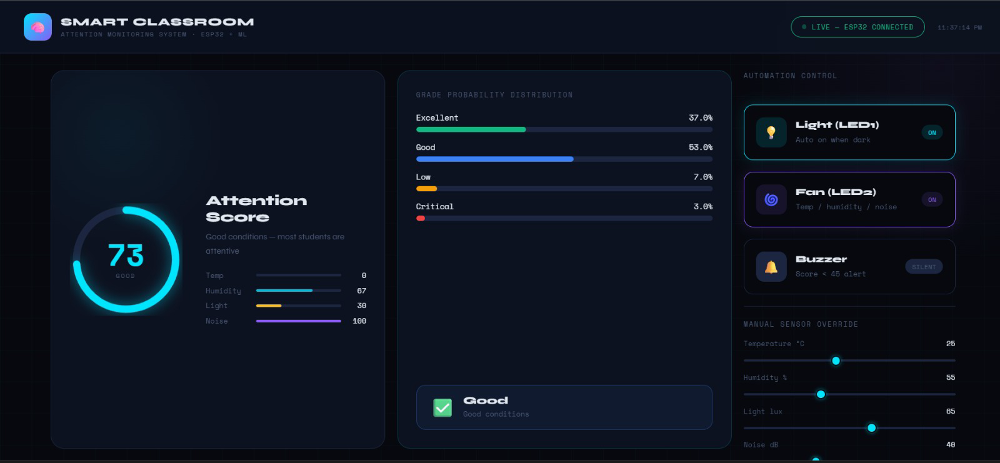 SMART CLASSROOM
ATTENTION MONITORING SYSTEM · ESP32 + ML
LIVE — ESP32 CONNECTED
11:37:14 PM
Attention
Score
Good conditions — most students are
attentive
73
GOOD
Temp 0
Humidity 67
Light 30
Noise 100
GRADE PROBABILITY DISTRIBUTION
Excellent 37.0%
Good 53.0%
Low 7.0%
Critical 3.0%
Good
Good conditions
AUTOMATION CONTROL
Light (LED1)
Auto on when dark
ON
Fan (LED2)
Temp / humidity / noise
ON
Buzzer
Score < 45 alert
SILENT
MANUAL SENSOR OVERRIDE
Temperature °C 25
Humidity % 55
Light lux 65
Noise dB 40